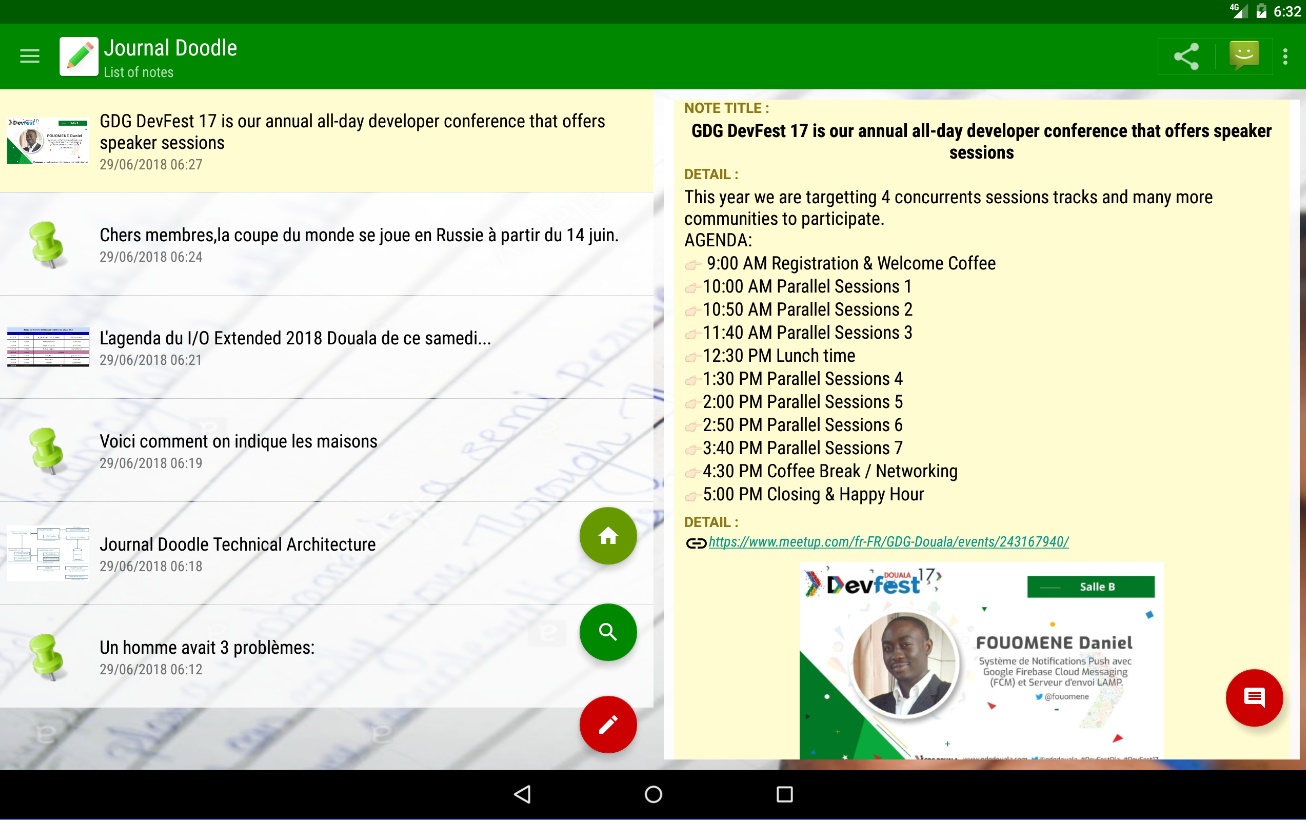 4G 6:32
Journal Doodle
List of notes
GDG DevFest 17 is our annual all-day developer conference that offers
speaker sessions
29/06/2018 06:27
Chers membres,la coupe du monde se joue en Russie à partir du 14 juin.
29/06/2018 06:24
L'agenda du I/O Extended 2018 Douala de ce samedi...
29/06/2018 06:21
Voici comment on indique les maisons
29/06/2018 06:19
Journal Doodle Technical Architecture
29/06/2018 06:18
Un homme avait 3 problèmes:
29/06/2018 06:12
NOTE TITLE :
GDG DevFest 17 is our annual all-day developer conference that offers speaker
sessions
DETAIL :
This year we are targetting 4 concurrents sessions tracks and many more
communities to participate.
AGENDA:
9:00 AM Registration & Welcome Coffee
10:00 AM Parallel Sessions 1
10:50 AM Parallel Sessions 2
11:40 AM Parallel Sessions 3
12:30 PM Lunch time
1:30 PM Parallel Sessions 4
2:00 PM Parallel Sessions 5
2:50 PM Parallel Sessions 6
3:40 PM Parallel Sessions 7
4:30 PM Coffee Break / Networking
5:00 PM Closing & Happy Hour
DETAIL :
https://www.meetup.com/fr-FR/GDG-Douala/events/243167940/
DOUALA
Devfest 17
Salle B
FOUOMENE Daniel
Système de Notifications Push avec
Google Firebase Cloud Messaging
(FCM) et Serveur d'envoi LAMP.
@fouomene